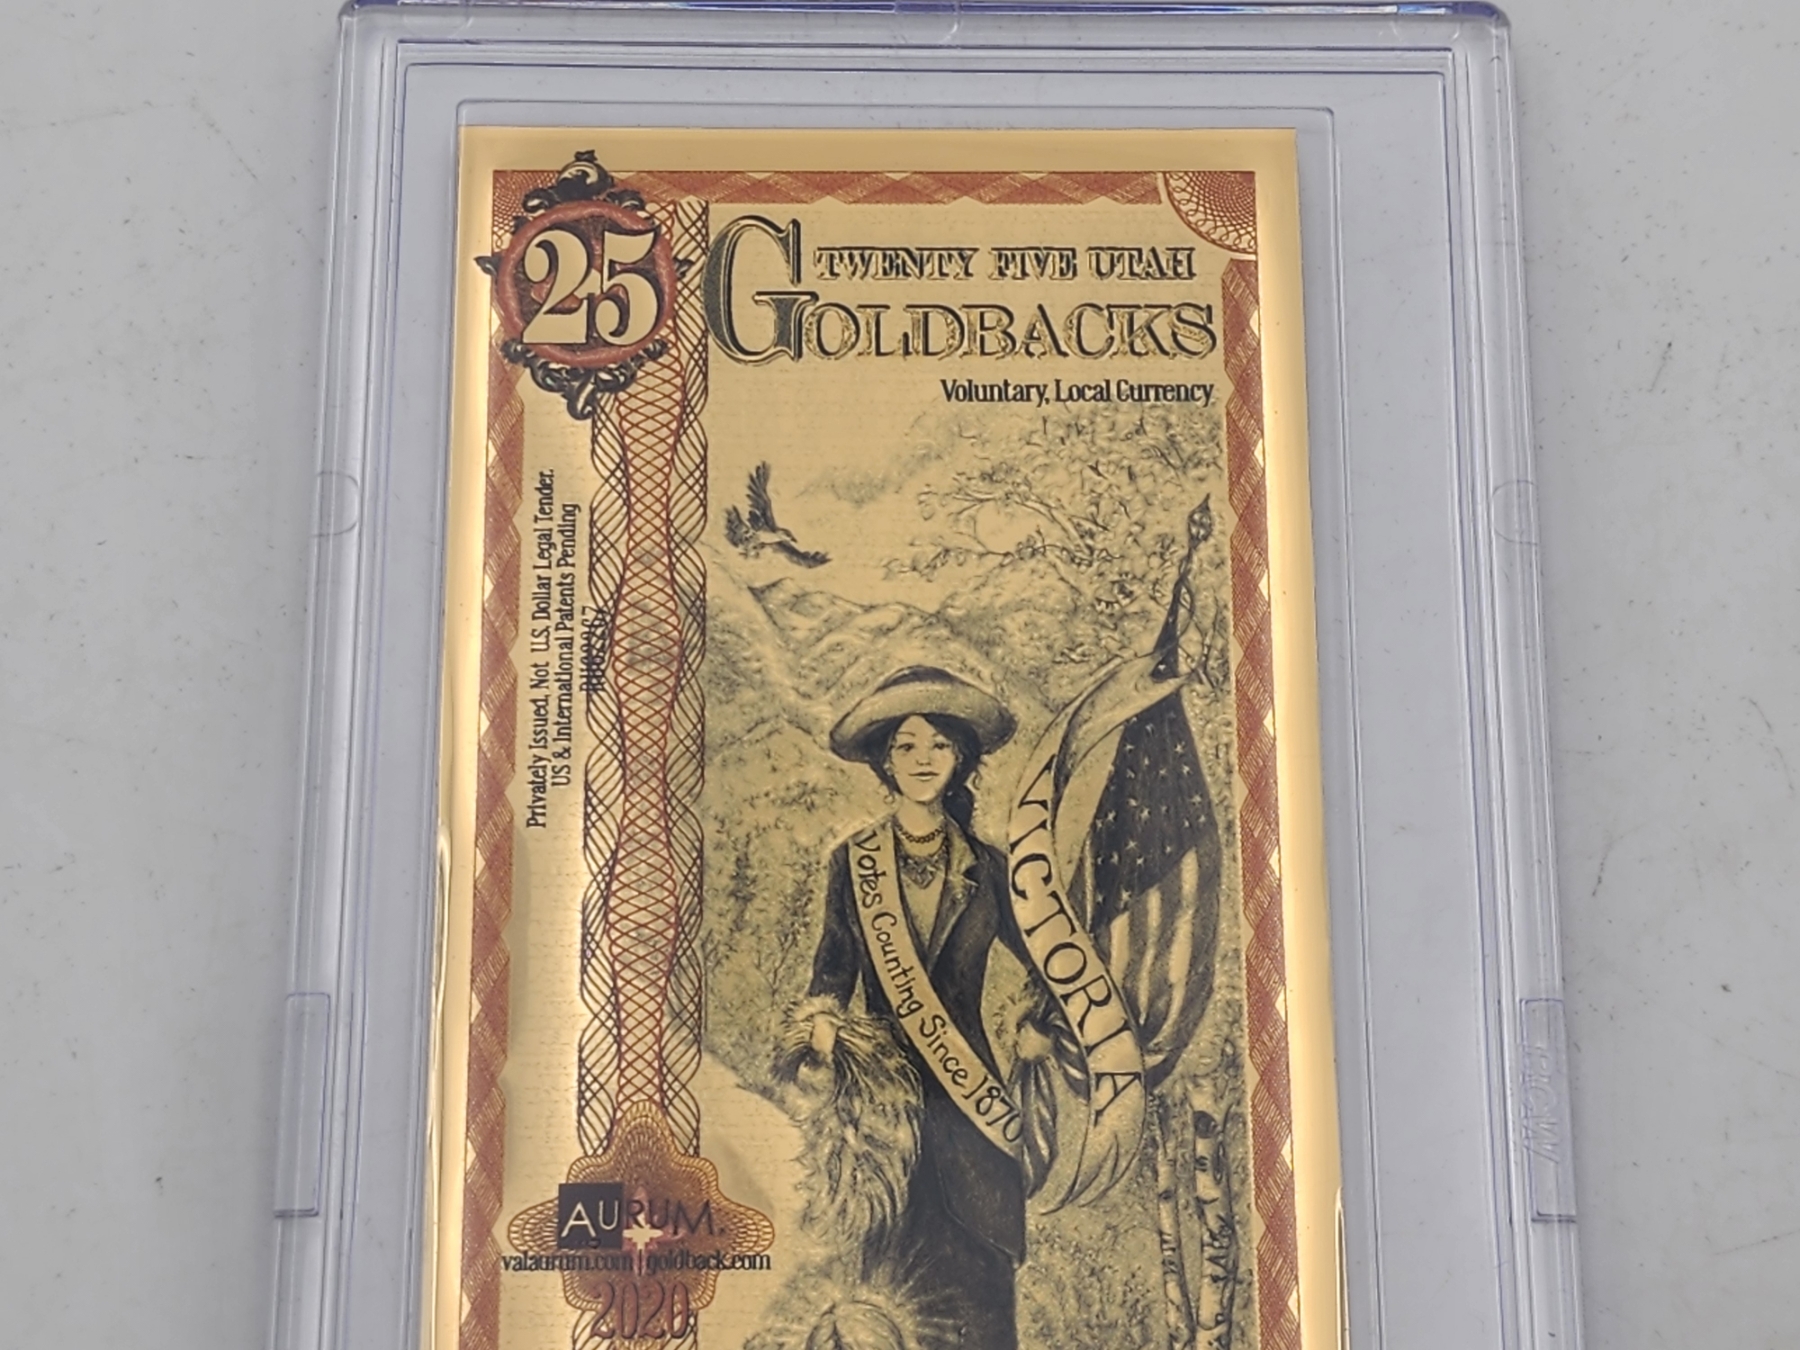 25
TWENTY FIVE UTAH
GOLDBACKS
Voluntary, Local Currency
Privately Issued, Not U.S. Dollar Legal Tender.
US & International Patents Pending
VICTORIA
Votes Counting Since 1870
AURUM
valaurum.com | goldback.com
2020